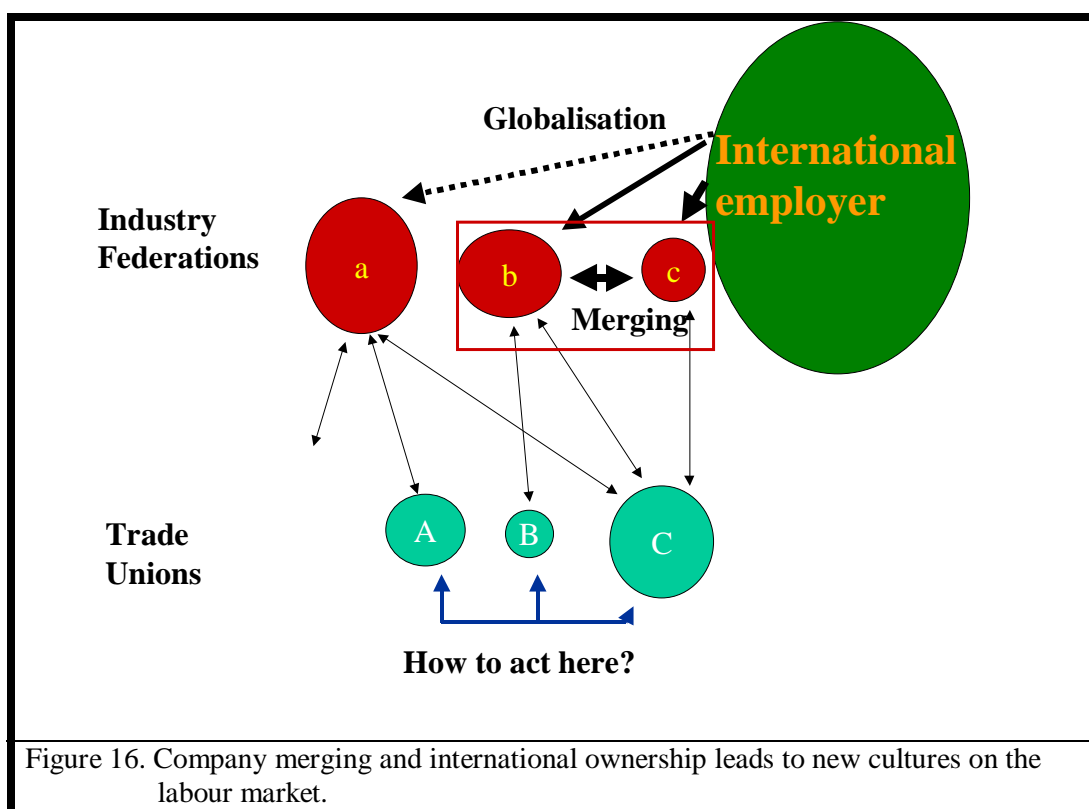 Globalisation
International
employer
Industry
Federations
a
b
c
Merging
Trade
Unions
A
B
C
How to act here?
Figure 16. Company merging and international ownership leads to new cultures on the
labour market.